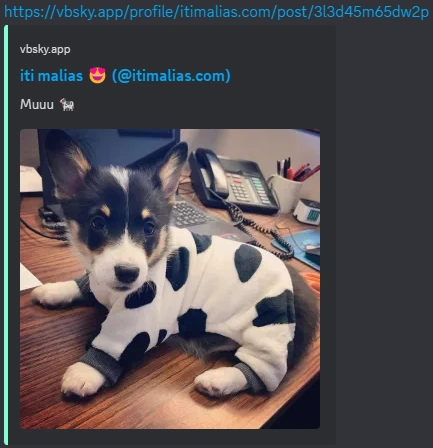 https://vbsky.app/profile/itimalias.com/post/3l3d45m65dw2p
vbsky.app
iti malias 😍 (@itimalias.com)
Muuu 🐄